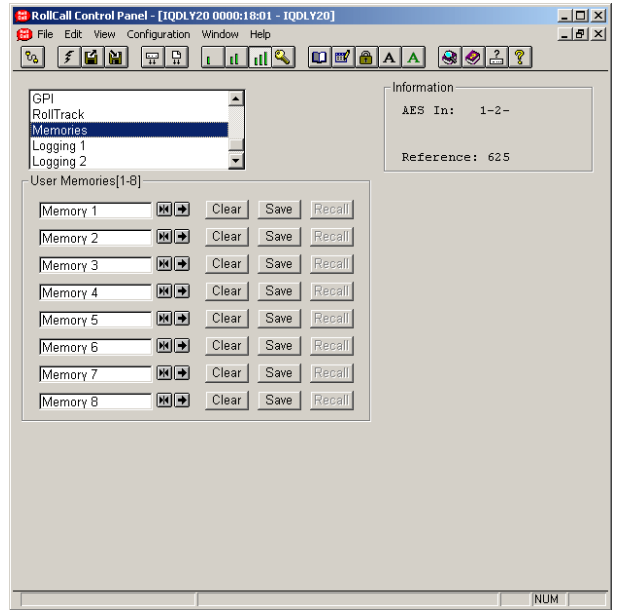 RollCall Control Panel - [IQDLY20 0000:18:01 - IQDLY20]
File Edit View Configuration Window Help
A A
GPI
RollTrack
Memories
Logging 1
Logging 2
Information
AES In: 1-2-
Reference: 625
User Memories[1-8]
Memory 1 Clear Save Recall
Memory 2 Clear Save Recall
Memory 3 Clear Save Recall
Memory 4 Clear Save Recall
Memory 5 Clear Save Recall
Memory 6 Clear Save Recall
Memory 7 Clear Save Recall
Memory 8 Clear Save Recall
NUM